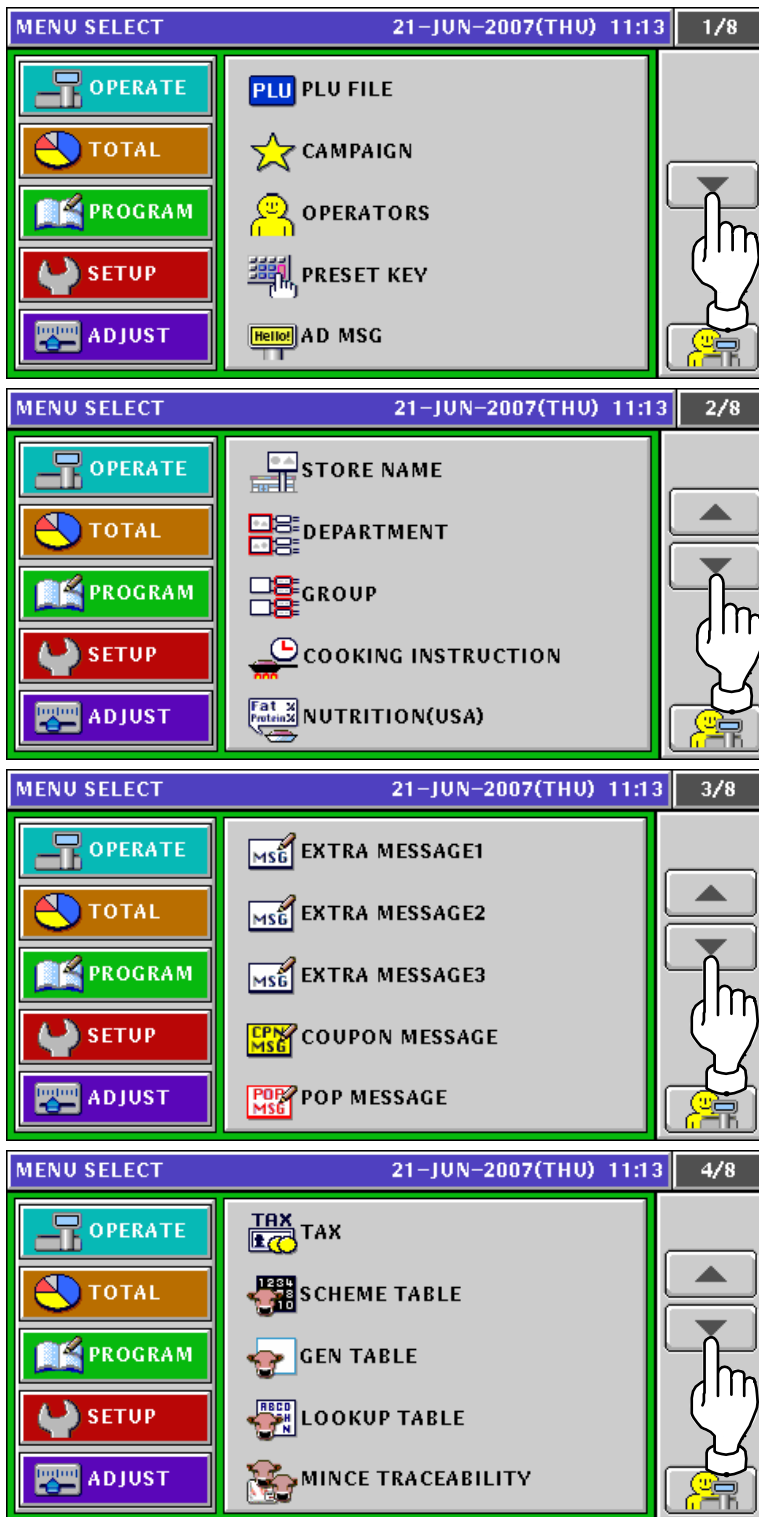 MENU SELECT 21-JUN-2007(THU) 11:13 1/8
OPERATE
TOTAL
PROGRAM
SETUP
ADJUST
PLU PLU FILE
CAMPAIGN
OPERATORS
PRESET KEY
Hello! AD MSG
MENU SELECT 21-JUN-2007(THU) 11:13 2/8
OPERATE
TOTAL
PROGRAM
SETUP
ADJUST
STORE NAME
DEPARTMENT
GROUP
COOKING INSTRUCTION
Fat %
Protein%
NUTRITION(USA)
MENU SELECT 21-JUN-2007(THU) 11:13 3/8
OPERATE
TOTAL
PROGRAM
SETUP
ADJUST
MSG EXTRA MESSAGE1
MSG EXTRA MESSAGE2
MSG EXTRA MESSAGE3
CPN
MSG
COUPON MESSAGE
POP
MSG
POP MESSAGE
MENU SELECT 21-JUN-2007(THU) 11:13 4/8
OPERATE
TOTAL
PROGRAM
SETUP
ADJUST
TAX
TAX
1234
8
10
SCHEME TABLE
GEN TABLE
ABCD
H
N
LOOKUP TABLE
MINCE TRACEABILITY